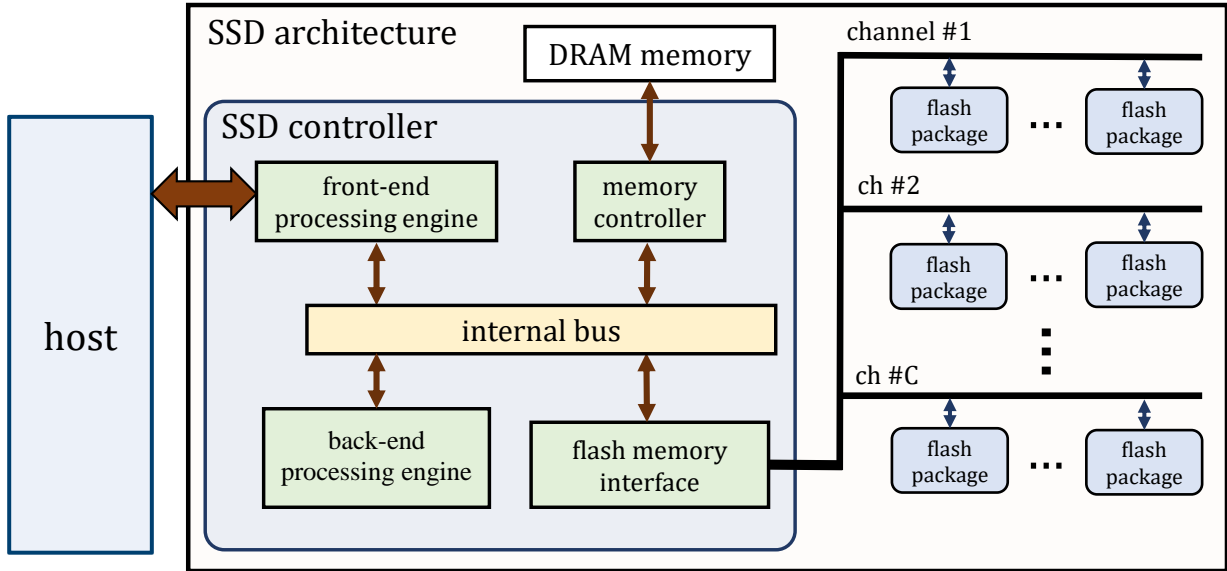 SSD architecture
DRAM memory
SSD controller
host
front-end
processing engine
memory
controller
internal bus
back-end
processing engine
flash memory
interface
channel #1
flash
package
...
flash
package
ch #2
flash
package
...
flash
package
ch #C
flash
package
...
flash
package